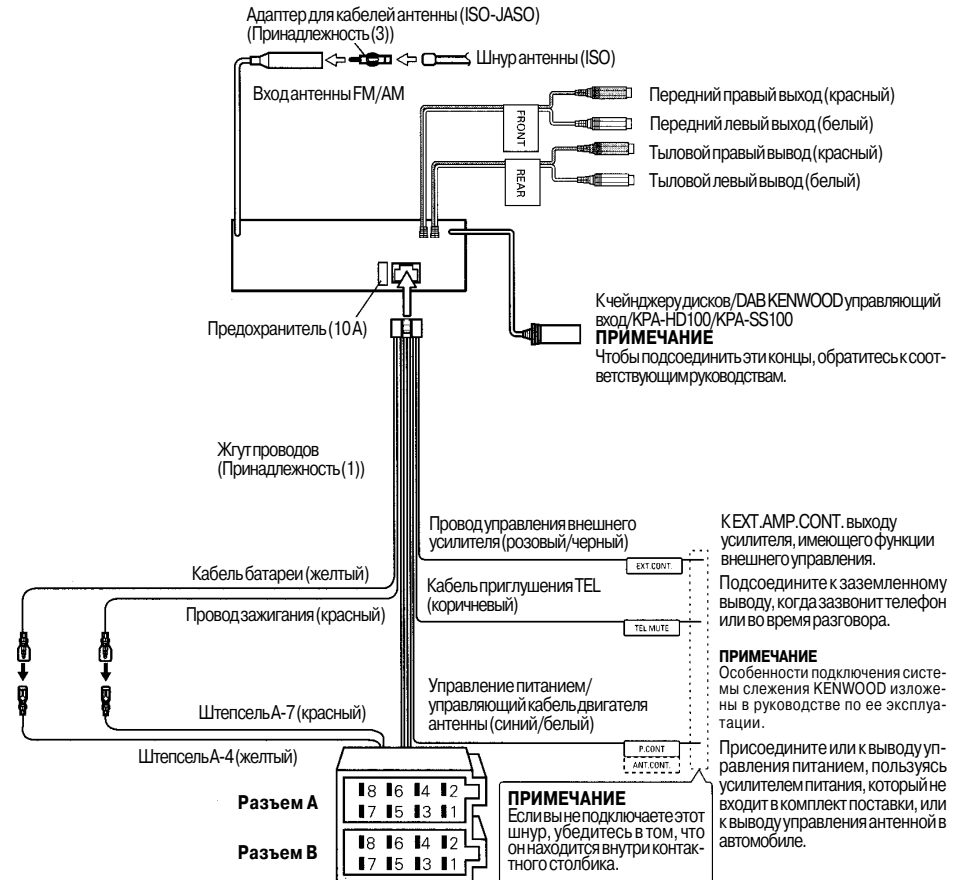 Адаптер для кабелей антенны (ISO-JASO)
(Принадлежность (3))
Шнур антенны (ISO)
Вход антенны FM/AM
FRONT
REAR
Передний правый выход (красный)
Передний левый выход (белый)
Тыловой правый вывод (красный)
Тыловой левый вывод (белый)
Предохранитель (10 A)
К чейнджеру дисков/DAB KENWOOD управляющий
вход/KPA-HD100/KPA-SS100
ПРИМЕЧАНИЕ
Чтобы подсоединить эти концы, обратитесь к соот-
ветствующим руководствам.
Жгут проводов
(Принадлежность (1))
Провод управления внешнего
усилителя (розовый/черный)
EXT.CONT.
К EXT.AMP.CONT. выходу
усилителя, имеющего функции
внешнего управления.
Кабель батареи (желтый)
Провод зажигания (красный)
Кабель приглушения TEL
(коричневый)
TEL MUTE
Подсоедините к заземленному
выводу, когда зазвонит телефон
или во время разговора.
ПРИМЕЧАНИЕ
Особенности подключения систе-
мы слежения KENWOOD изложе-
ны в руководстве по ее эксплуа-
тации.
Штепсель A-7 (красный)
Штепсель A-4 (желтый)
Управление питанием/
управляющий кабель двигателя
антенны (синий/белый)
P.CONT
ANT.CONT.
Присоедините или к выводу уп-
равления питанием, пользуясь
усилителем питания, который не
входит в комплект поставки, или
к выводу управления антенной в
автомобиле.
Разъем A
8 6 4 2
7 5 3 1
Разъем B
8 6 4 2
7 5 3 1
ПРИМЕЧАНИЕ
Если вы не подключаете этот
шнур, убедитесь в том, что
он находится внутри контак-
тного столбика.